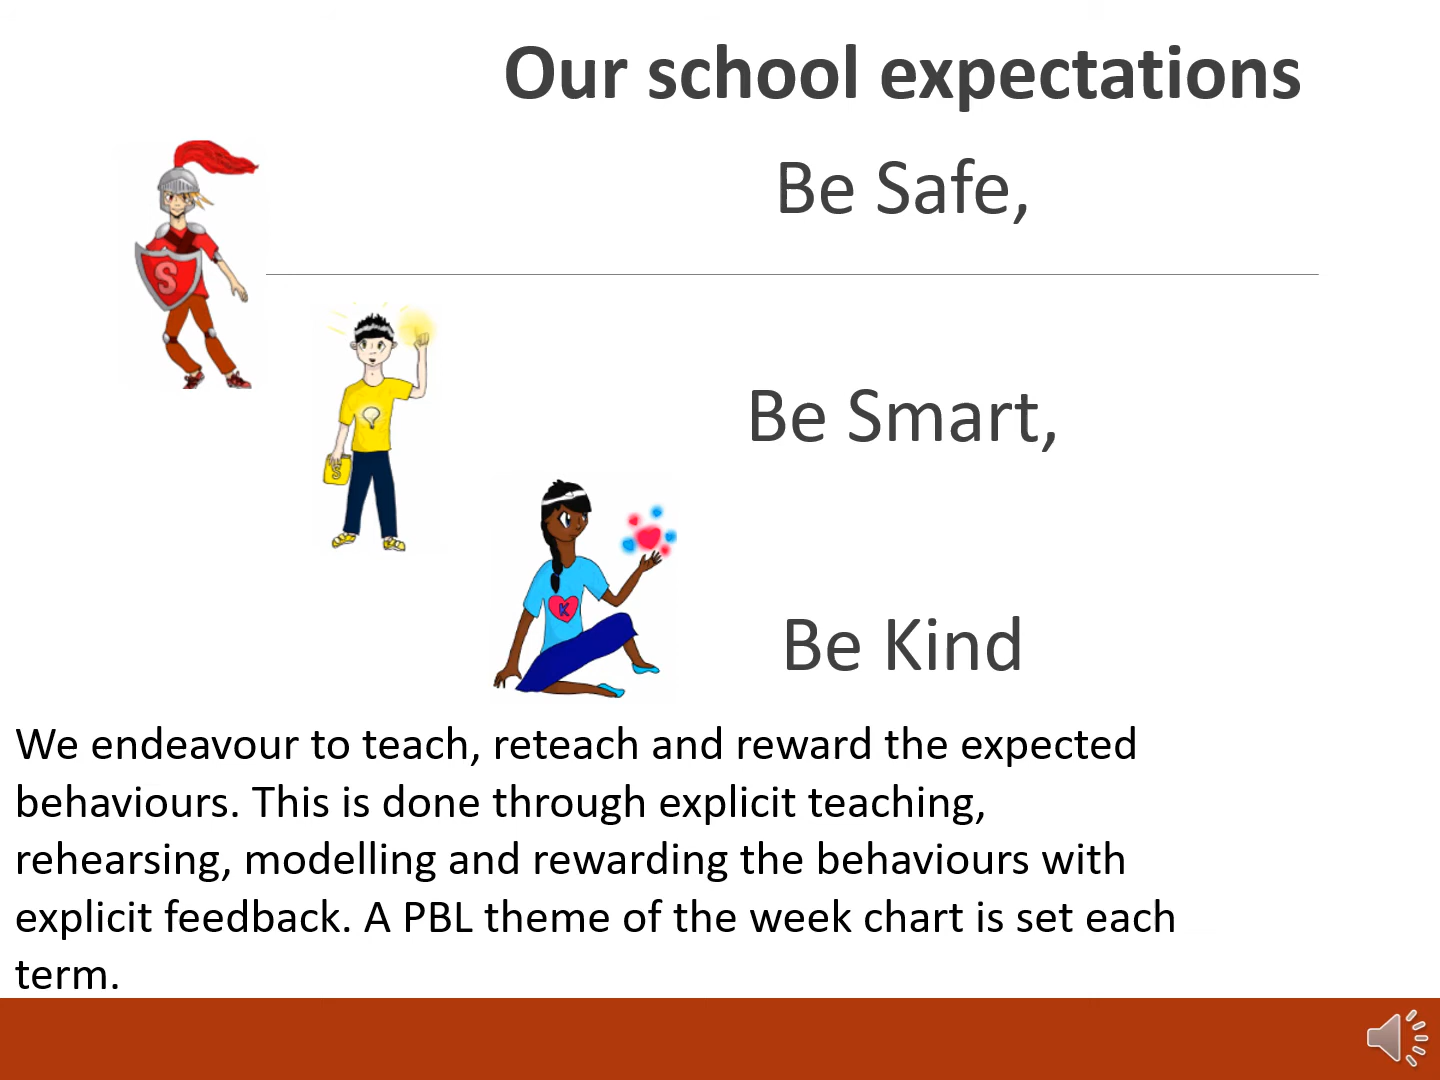 Our school expectations
Be Safe,
S
Be Smart,
S
K
Be Kind
We endeavour to teach, reteach and reward the expected
behaviours. This is done through explicit teaching,
rehearsing, modelling and rewarding the behaviours with
explicit feedback. A PBL theme of the week chart is set each
term.